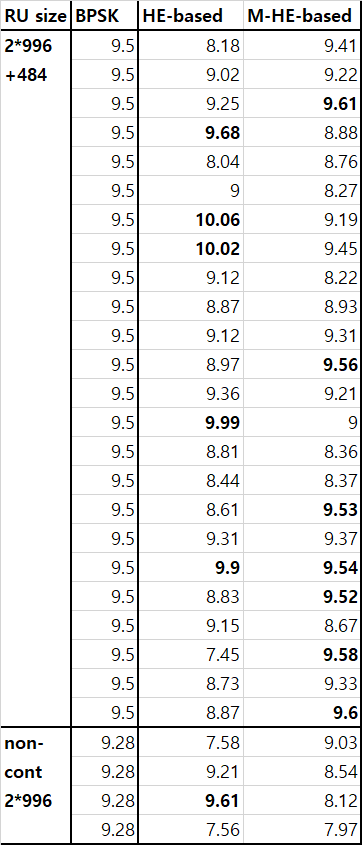 RU size BPSK HE-based M-HE-based
2*996 9.5 8.18 9.41
+484 9.5 9.02 9.22
9.5 9.25 9.61
9.5 9.68 8.88
9.5 8.04 8.76
9.5 9 8.27
9.5 10.06 9.19
9.5 10.02 9.45
9.5 9.12 8.22
9.5 8.87 8.93
9.5 9.12 9.31
9.5 8.97 9.56
9.5 9.36 9.21
9.5 9.99 9
9.5 8.81 8.36
9.5 8.44 8.37
9.5 8.61 9.53
9.5 9.31 9.37
9.5 9.9 9.54
9.5 8.83 9.52
9.5 9.15 8.67
9.5 7.45 9.58
9.5 8.73 9.33
9.5 8.87 9.6
non- 9.28 7.58 9.03
cont 9.28 9.21 8.54
2*996 9.28 9.61 8.12
9.28 7.56 7.97